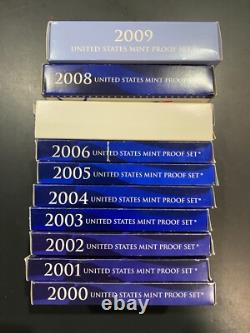 2009
UNITED STATES MINT PROOF SET
2008 UNITED STATES MINT PROOF SET*
2006 UNITED STATES MINT PROOF SET*
2005 UNITED STATES MINT PROOF SET*
2004 UNITED STATES MINT PROOF SET*
2003 UNITED STATES MINT PROOF SET*
2002 UNITED STATES MINT PROOF SET*
2001 UNITED STATES MINT PROOF SET*
2000 UNITED STATES MINT PROOF SET*